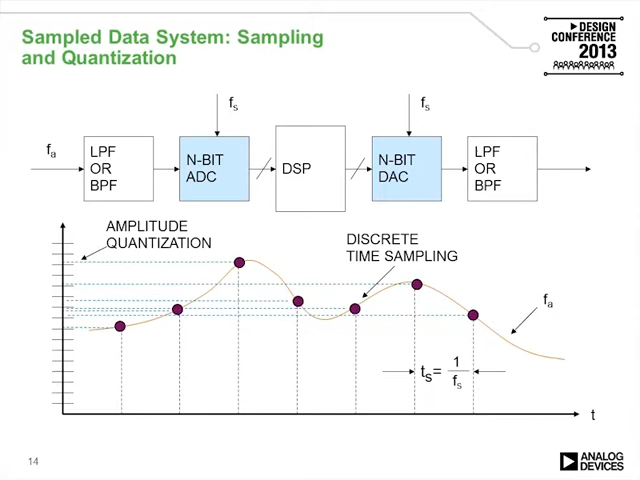 Sampled Data System: Sampling
and Quantization
DESIGN
CONFERENCE
2013
fs
fs
fa
LPF
OR
BPF
N-BIT
ADC
DSP
N-BIT
DAC
LPF
OR
BPF
AMPLITUDE
QUANTIZATION
DISCRETE
TIME SAMPLING
fa
ts= 1
fs
t
14
ANALOG
DEVICES